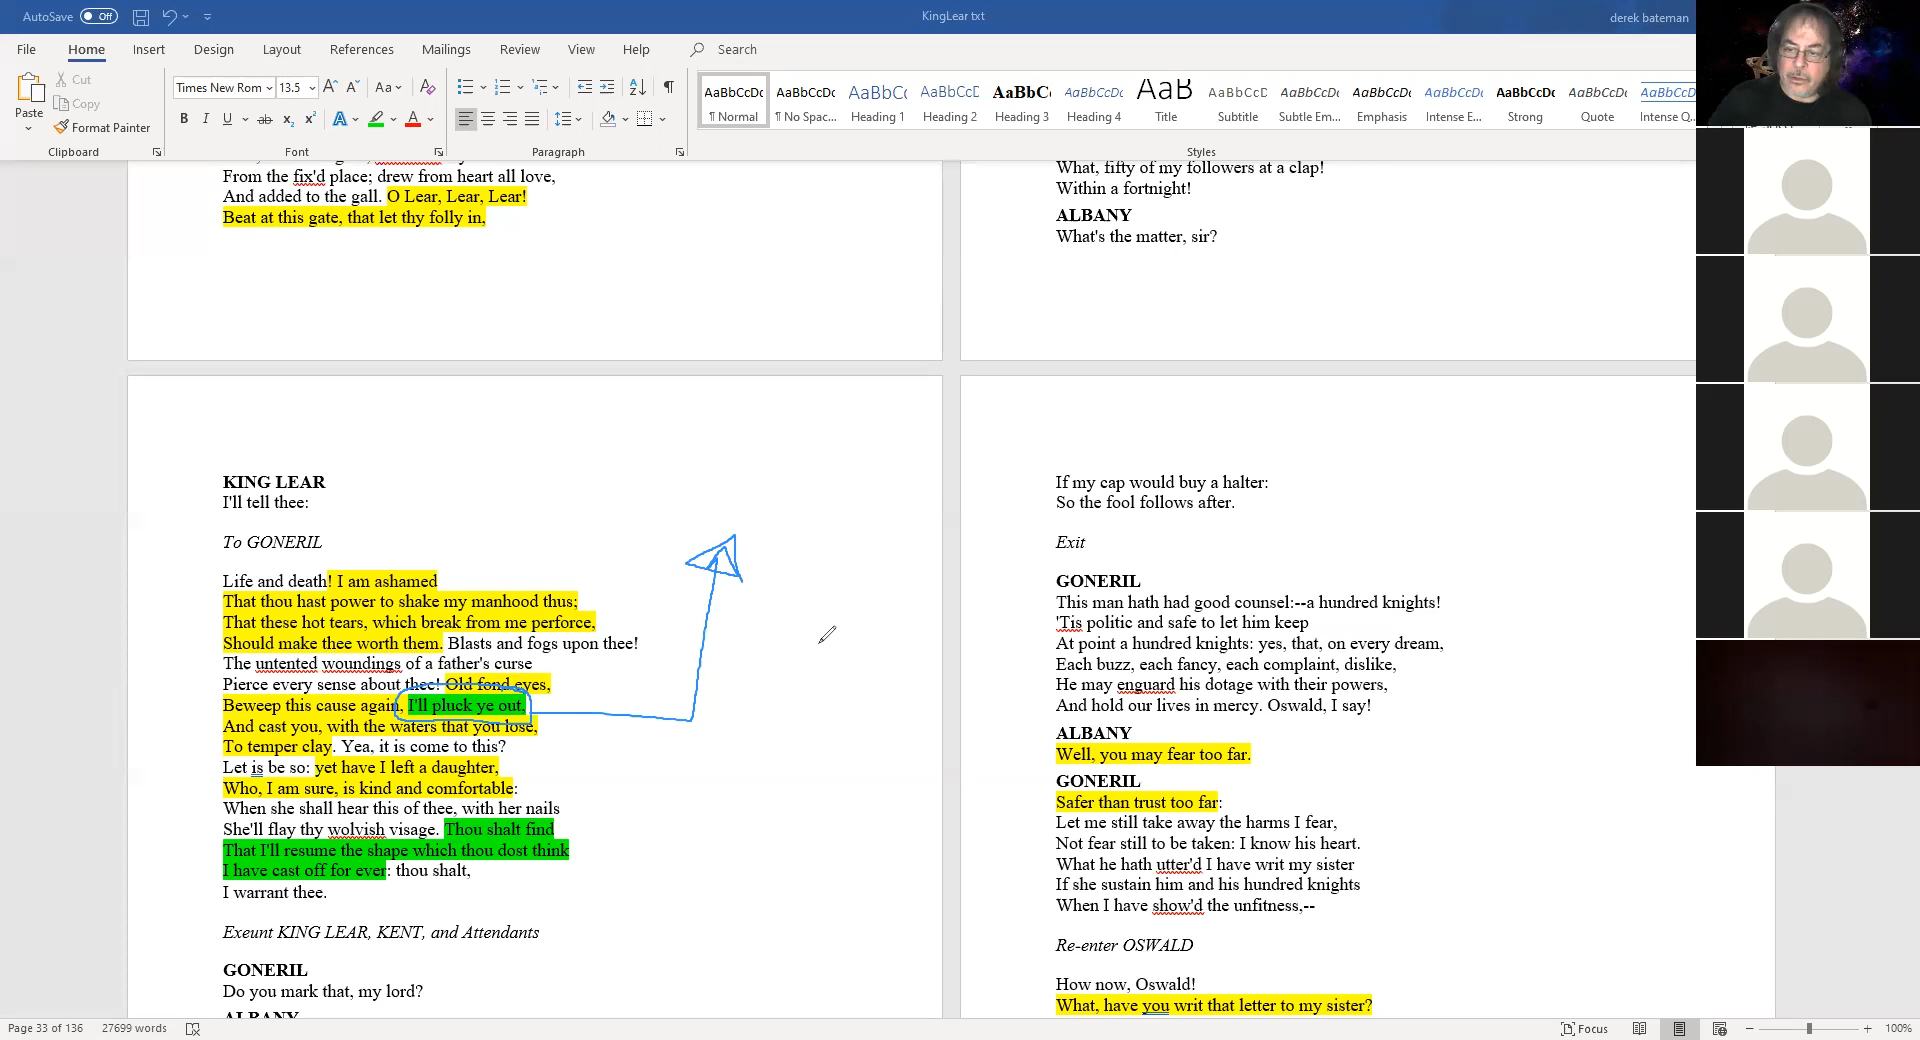 AutoSave Off
KingLear txt
derek bateman
File Home Insert Design Layout References Mailings Review View Help Search
Paste
Cut
Copy
Format Painter
Clipboard
Times New Rom 13.5
Font
Paragraph
AaBbCcDc AaBbCcDc AaBbCc AaBbCcD AaBbC AaBbCcDc AaB AaBbCcD AaBbCcDc AaBbCcDc AaBbCcDc AaBbCcDc AaBbCcDc AaBbCcD
¶ Normal ¶ No Spac... Heading 1 Heading 2 Heading 3 Heading 4 Title Subtitle Subtle Em... Emphasis Intense E... Strong Quote Intense Q...
Styles
From the fix'd place; drew from heart all love,
And added to the gall. O Lear, Lear, Lear!
Beat at this gate, that let thy folly in,
What, fifty of my followers at a clap!
Within a fortnight!
ALBANY
What's the matter, sir?
KING LEAR
I'll tell thee:
To GONERIL
Life and death! I am ashamed
That thou hast power to shake my manhood thus;
That these hot tears, which break from me perforce,
Should make thee worth them. Blasts and fogs upon thee!
The untented woundings of a father's curse
Pierce every sense about thee! Old fond eyes,
Beweep this cause again, I'll pluck ye out,
And cast you, with the waters that you lose,
To temper clay. Yea, it is come to this?
Let is be so: yet have I left a daughter,
Who, I am sure, is kind and comfortable:
When she shall hear this of thee, with her nails
She'll flay thy wolvish visage. Thou shalt find
That I'll resume the shape which thou dost think
I have cast off for ever: thou shalt,
I warrant thee.
Exeunt KING LEAR, KENT, and Attendants
GONERIL
Do you mark that, my lord?
ALBANY
If my cap would buy a halter:
So the fool follows after.
Exit
GONERIL
This man hath had good counsel:--a hundred knights!
'Tis politic and safe to let him keep
At point a hundred knights: yes, that, on every dream,
Each buzz, each fancy, each complaint, dislike,
He may enguard his dotage with their powers,
And hold our lives in mercy. Oswald, I say!
ALBANY
Well, you may fear too far.
GONERIL
Safer than trust too far:
Let me still take away the harms I fear,
Not fear still to be taken: I know his heart.
What he hath utter'd I have writ my sister
If she sustain him and his hundred knights
When I have show'd the unfitness,--
Re-enter OSWALD
How now, Oswald!
What, have you writ that letter to my sister?
Page 33 of 136 27699 words
Focus
100%